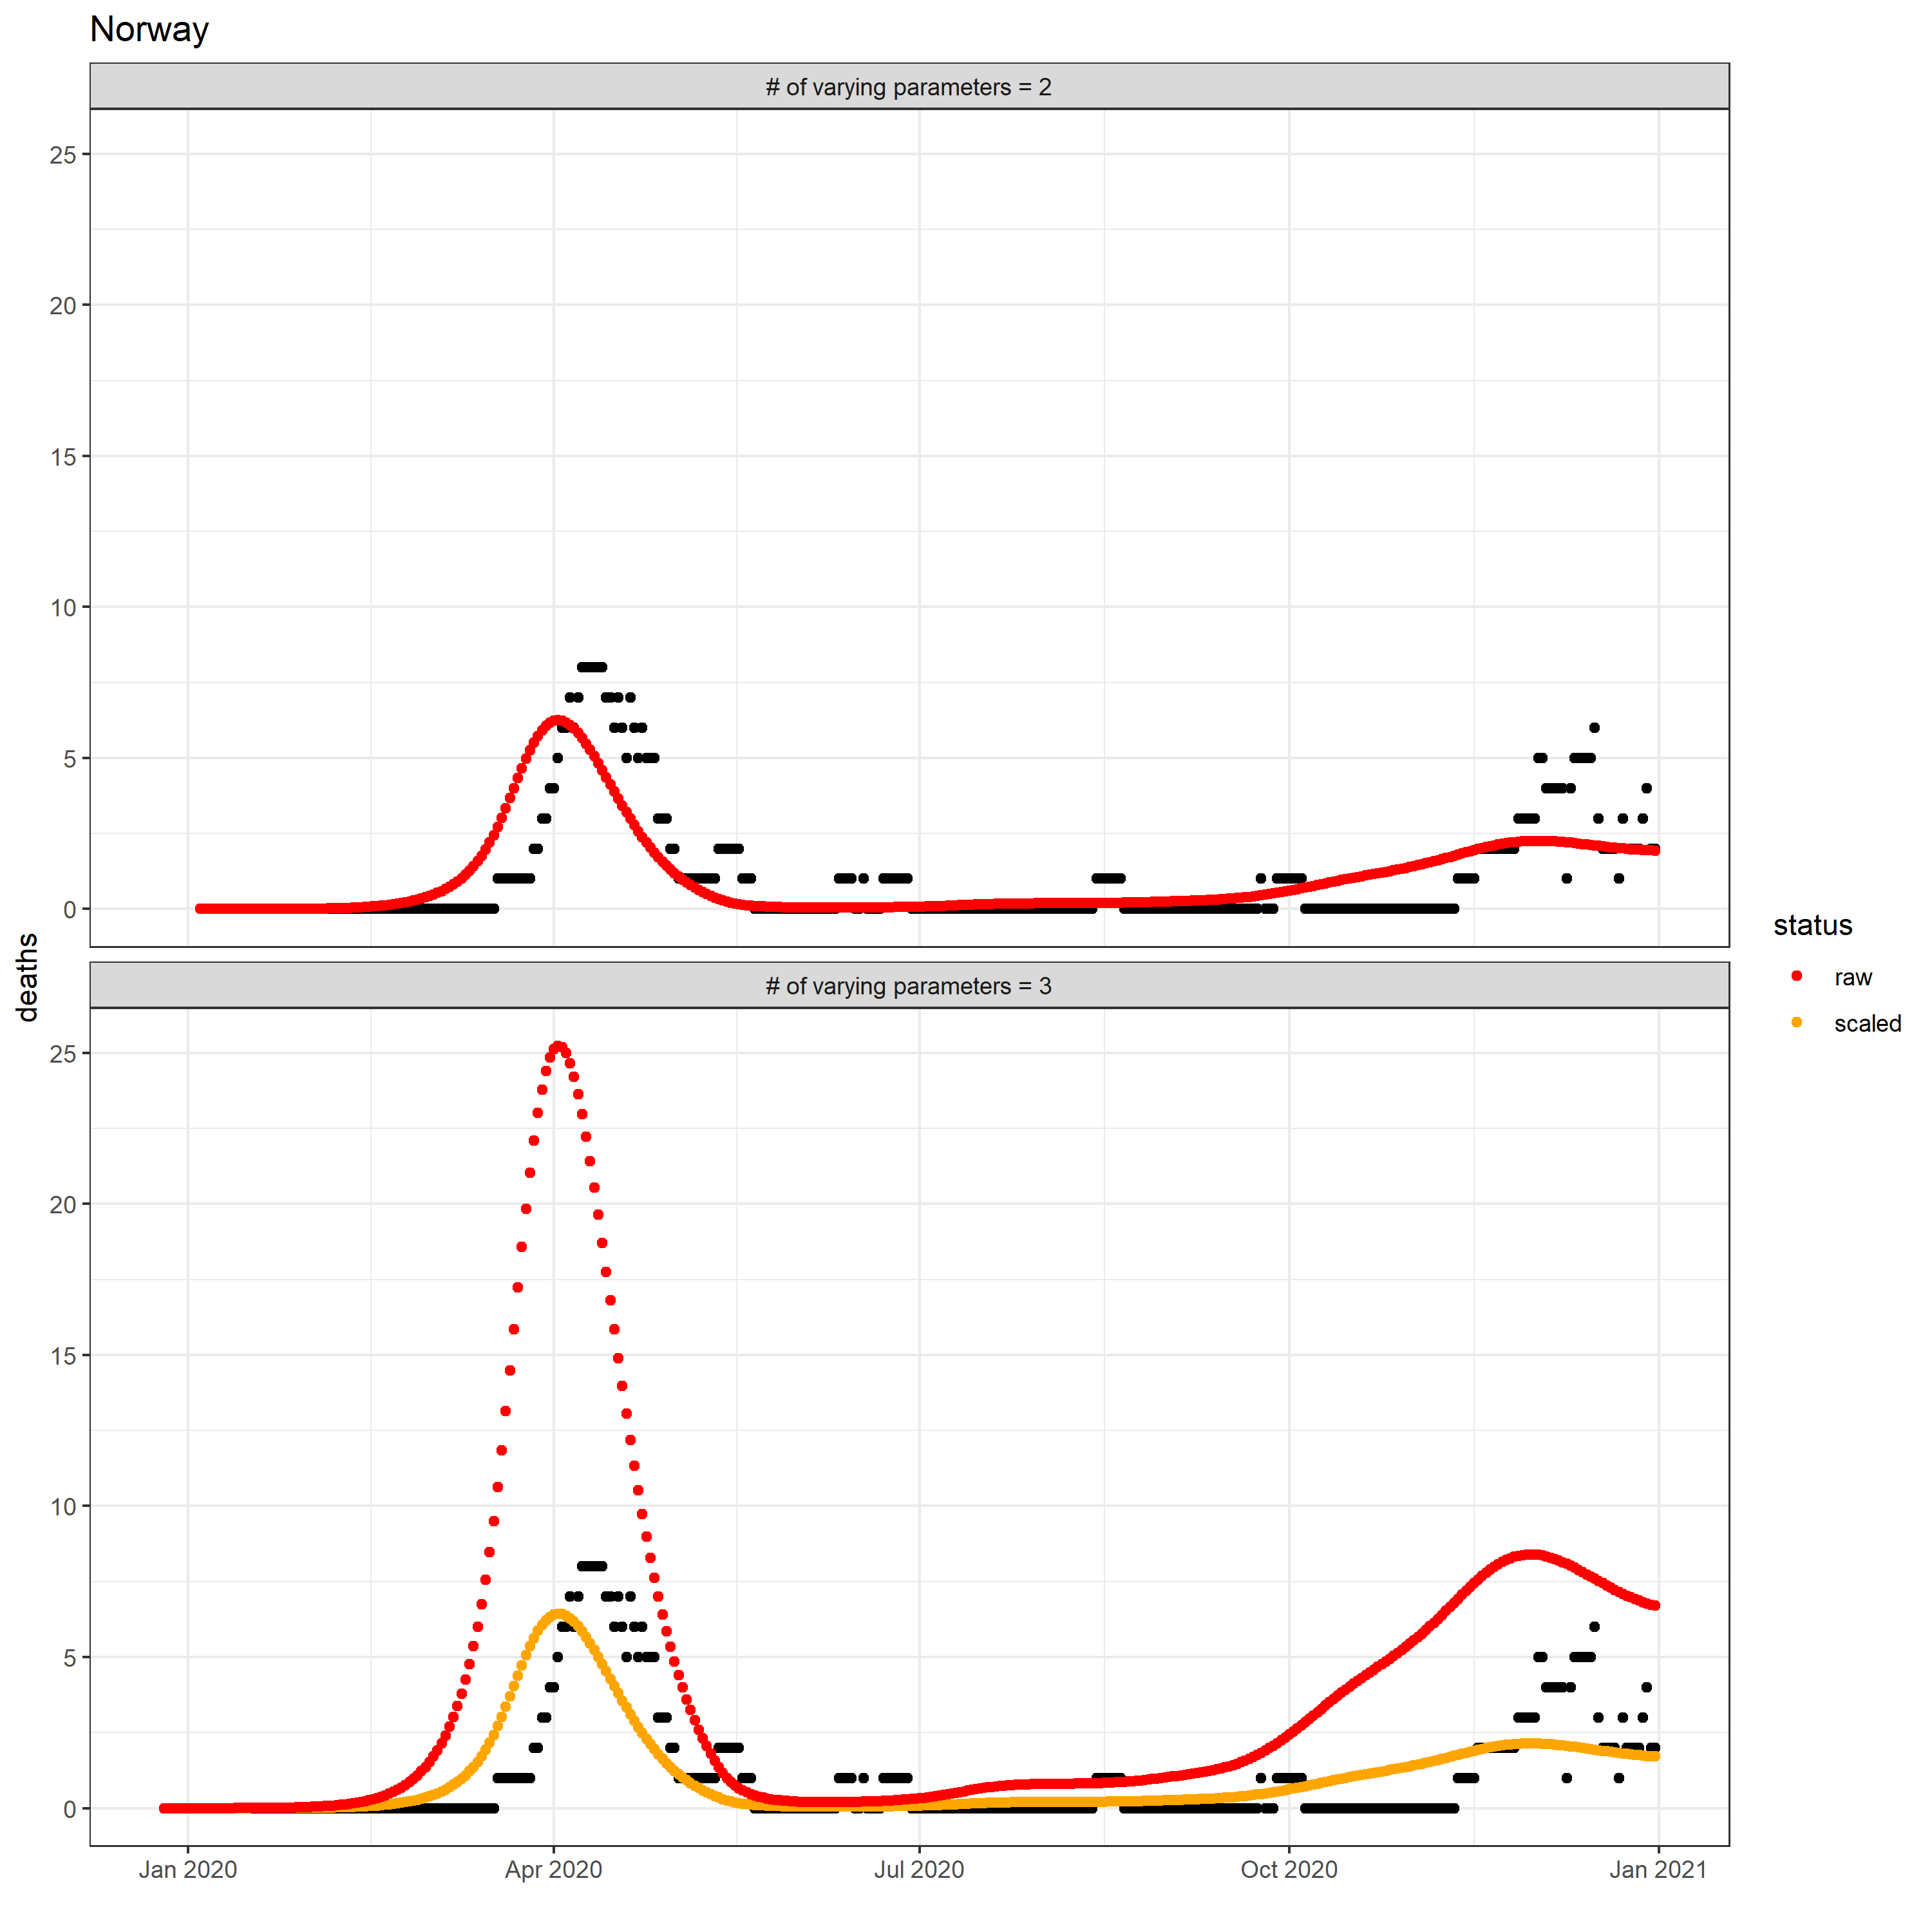 Norway
# of varying parameters = 2
25
20
15
10
5
0
deaths
# of varying parameters = 3
25
20
15
10
5
0
Jan 2020
Apr 2020
Jul 2020
Oct 2020
Jan 2021
status
raw
scaled